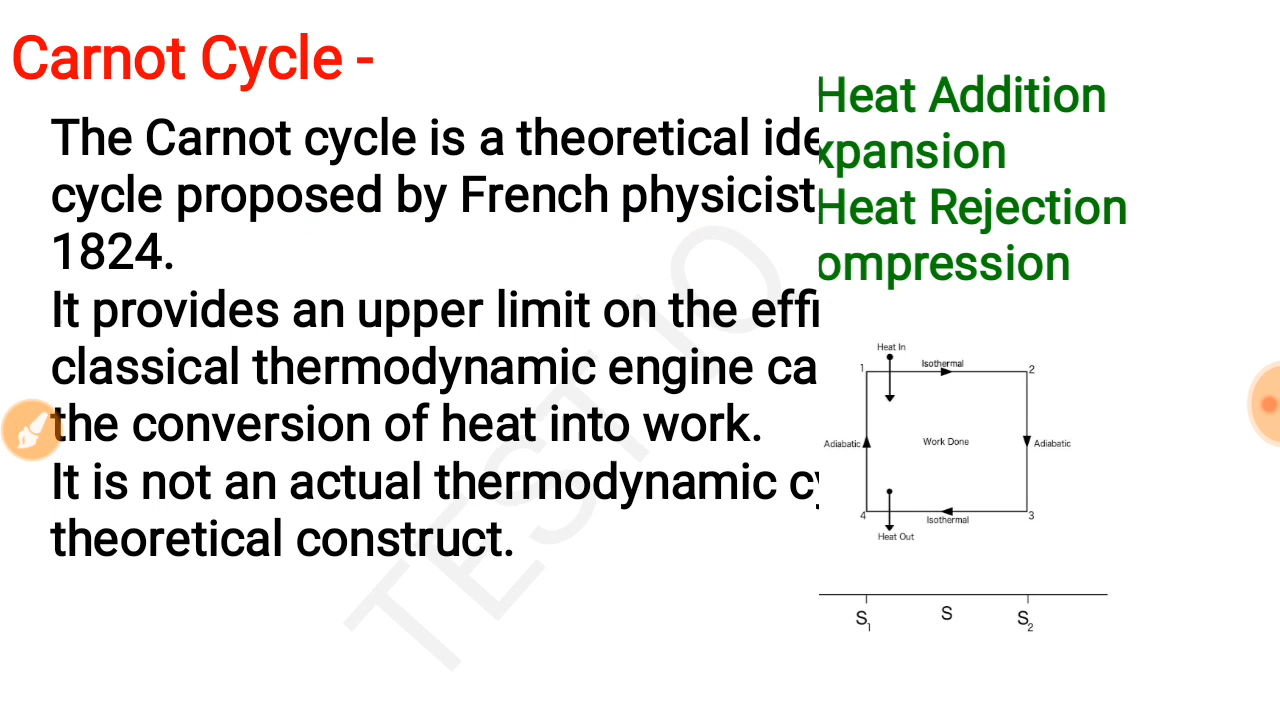 Carnot Cycle -
The Carnot cycle is a theoretical ide
cycle proposed by French physicist
1824.
It provides an upper limit on the effi
classical thermodynamic engine ca
the conversion of heat into work.
It is not an actual thermodynamic cy
theoretical construct.
Heat Addition
xpansion
Heat Rejection
ompression
Heat In
1
Isothermal
2
Adiabatic
Work Done
Adiabatic
4
Isothermal
3
Heat Out
S1
S
S2
TEST IO